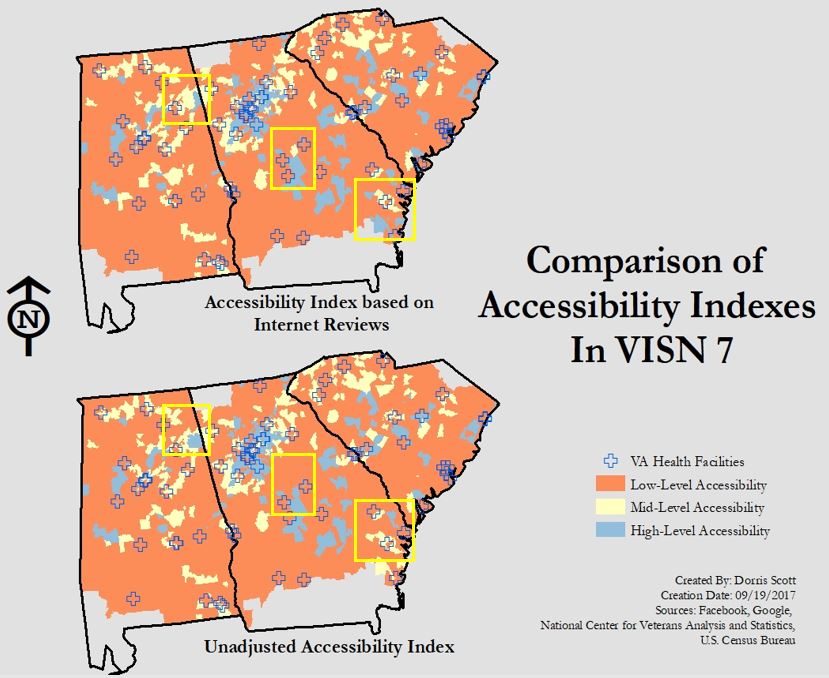 Comparison of
Accessibility Indexes
In VISN 7
Accessibility Index based on
Internet Reviews
N
Unadjusted Accessibility Index
VA Health Facilities
Low-Level Accessibility
Mid-Level Accessibility
High-Level Accessibility
Created By: Dorris Scott
Creation Date: 09/19/2017
Sources: Facebook, Google,
National Center for Veterans Analysis and Statistics,
U.S. Census Bureau